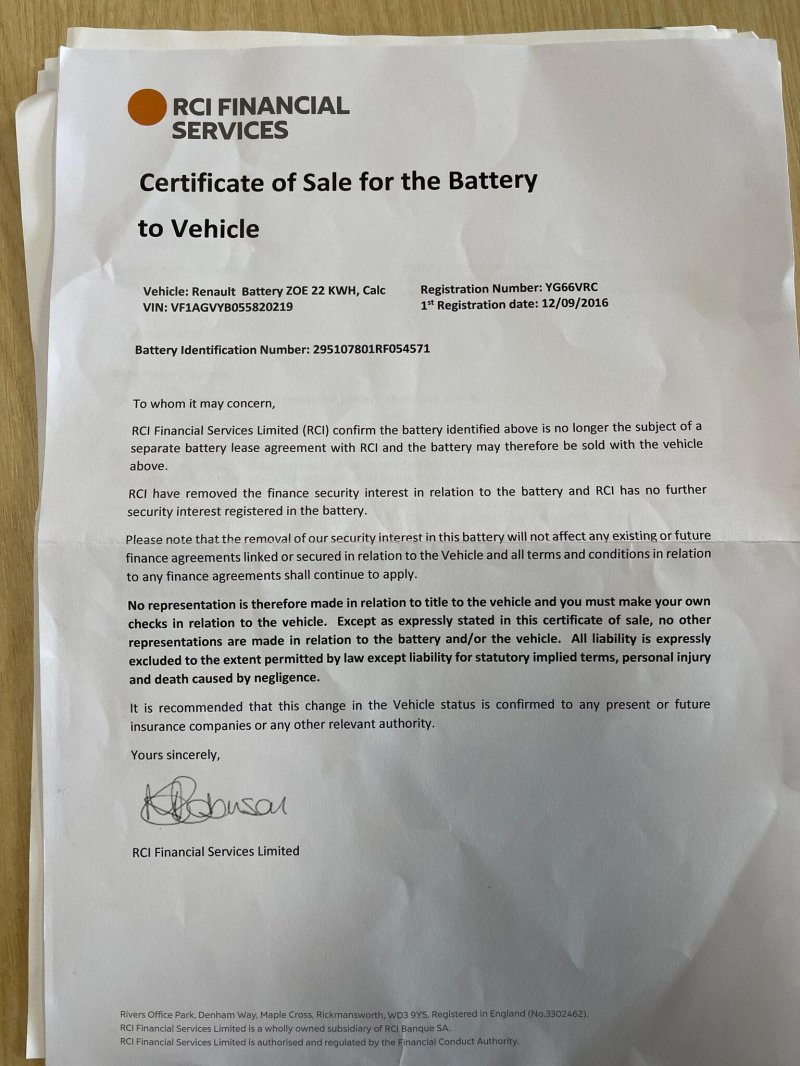 RCI FINANCIAL
SERVICES
Certificate of Sale for the Battery
to Vehicle
Vehicle: Renault Battery ZOE 22 KWH, Calc
VIN: VF1AGVYB055820219
Registration Number: YG66VRC
1st Registration date: 12/09/2016
Battery Identification Number: 295107801RF054571
To whom it may concern,
RCI Financial Services Limited (RCI) confirm the battery identified above is no longer the subject of a
separate battery lease agreement with RCI and the battery may therefore be sold with the vehicle
above.
RCI have removed the finance security interest in relation to the battery and RCI has no further
security interest registered in the battery.
Please note that the removal of our security interest in this battery will not affect any existing or future
finance agreements linked or secured in relation to the Vehicle and all terms and conditions in relation
to any finance agreements shall continue to apply.
No representation is therefore made in relation to title to the vehicle and you must make your own
checks in relation to the vehicle. Except as expressly stated in this certificate of sale, no other
representations are made in relation to the battery and/or the vehicle. All liability is expressly
excluded to the extent permitted by law except liability for statutory implied terms, personal injury
and death caused by negligence.
It is recommended that this change in the Vehicle status is confirmed to any present or future
insurance companies or any other relevant authority.
Yours sincerely,
RCI Financial Services Limited
Rivers Office Park, Denham Way, Maple Cross, Rickmansworth, WD3 9YS. Registered in England (No.3302462).
RCI Financial Services Limited is a wholly owned subsidiary of RCI Banque SA.
RCI Financial Services Limited is authorised and regulated by the Financial Conduct Authority.